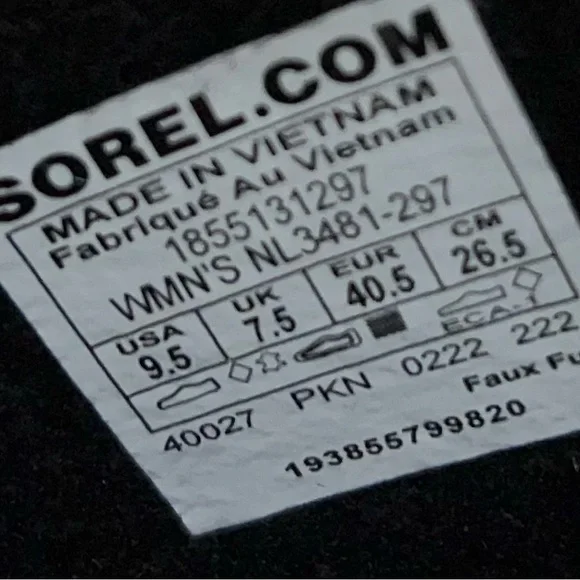 SOREL.COM
MADE IN VIETNAM
Fabriqué Au Vietnam
1855131297
WMN'S NL3481-297
USA UK EUR CM
9.5 7.5 40.5 26.5
ECA-T
40027 PKN 0222 222
Faux Fu
193855799820